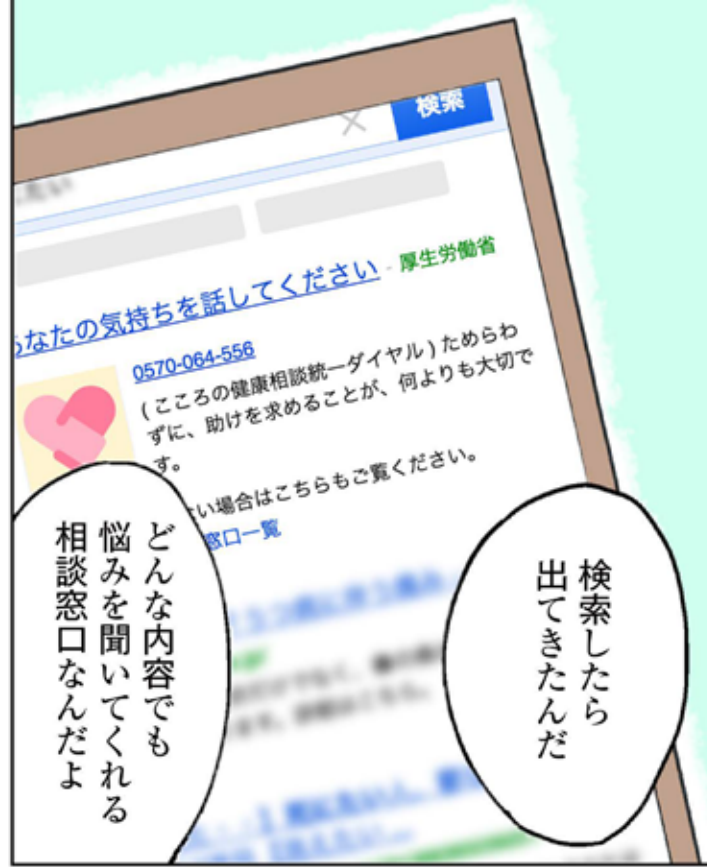 検索
たい
あなたの気持ちを話してください - 厚生労働省
0570-064-556
(こころの健康相談統一ダイヤル)ためらわ
ずに、助けを求めることが、何よりも大切で
す。
い場合はこちらもご覧ください。
窓口一覧
検索したら
出てきたんだ
どんな内容でも
悩みを聞いてくれる
相談窓口なんだよ